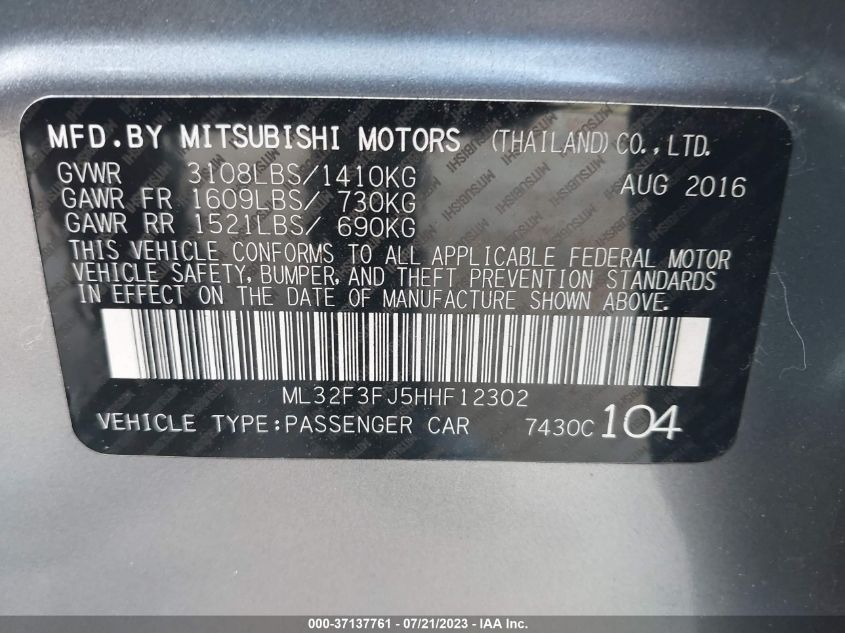 MFD.BY MITSUBISHI MOTORS (THAILAND) CO., LTD.
GVWR 3108LBS/1410KG AUG 2016
GAWR FR 1609LBS/ 730KG
GAWR RR 1521LBS/ 690KG
THIS VEHICLE CONFORMS TO ALL APPLICABLE FEDERAL MOTOR
VEHICLE SAFETY, BUMPER, AND THEFT PREVENTION STANDARDS
IN EFFECT ON THE DATE OF MANUFACTURE SHOWN ABOVE.
ML32F3FJ5HHF12302
VEHICLE TYPE:PASSENGER CAR 7430C 104
000-37137761 - 07/21/2023 - IAA Inc.